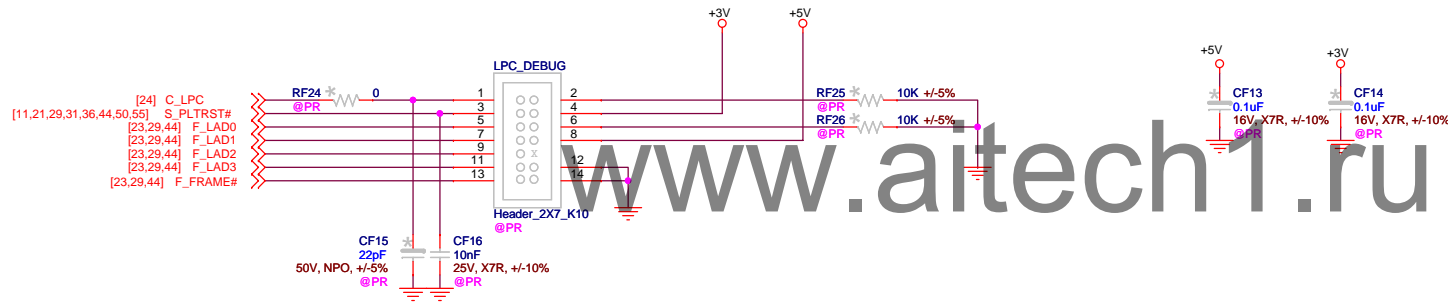 +3V
+5V
LPC_DEBUG
[24] C_LPC
[11,21,29,31,36,44,50,55] S_PLTRST#
[23,29,44] F_LAD0
[23,29,44] F_LAD1
[23,29,44] F_LAD2
[23,29,44] F_LAD3
[23,29,44] F_FRAME#
RF24 0
@PR
1
3
5
7
9
11
13
2
4
6
8
12
14
x
Header_2X7_K10
@PR
RF25 10K +/-5%
@PR
RF26 10K +/-5%
@PR
CF15
22pF
50V, NPO, +/-5%
@PR
CF16
10nF
25V, X7R, +/-10%
@PR
+5V
CF13
0.1uF
16V, X7R, +/-10%
@PR
+3V
CF14
0.1uF
16V, X7R, +/-10%
@PR
www.aitech1.ru